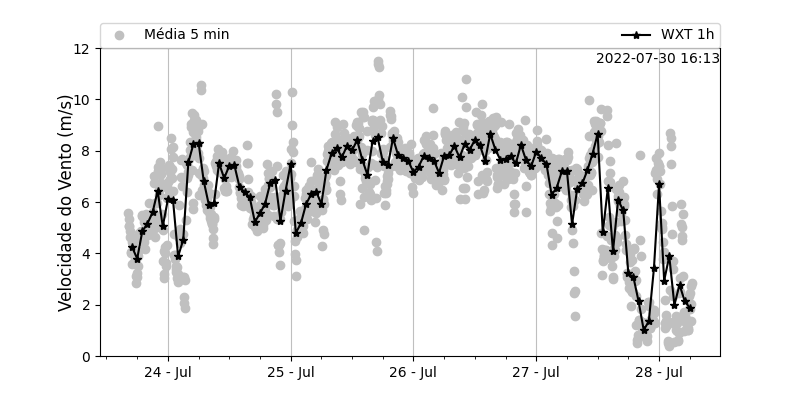 Média 5 min
WXT 1h
2022-07-30 16:13
Velocidade do Vento (m/s)
12
10
8
6
4
2
0
24 - Jul
25 - Jul
26 - Jul
27 - Jul
28 - Jul